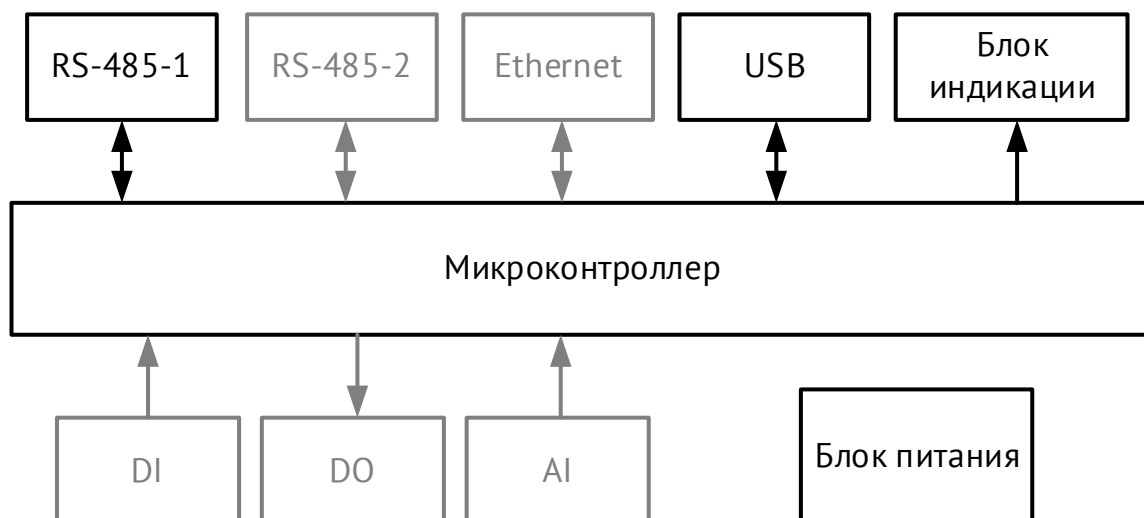 RS-485-1
RS-485-2
Ethernet
USB
Блок
индикации
Микроконтроллер
DI
DO
AI
Блок питания